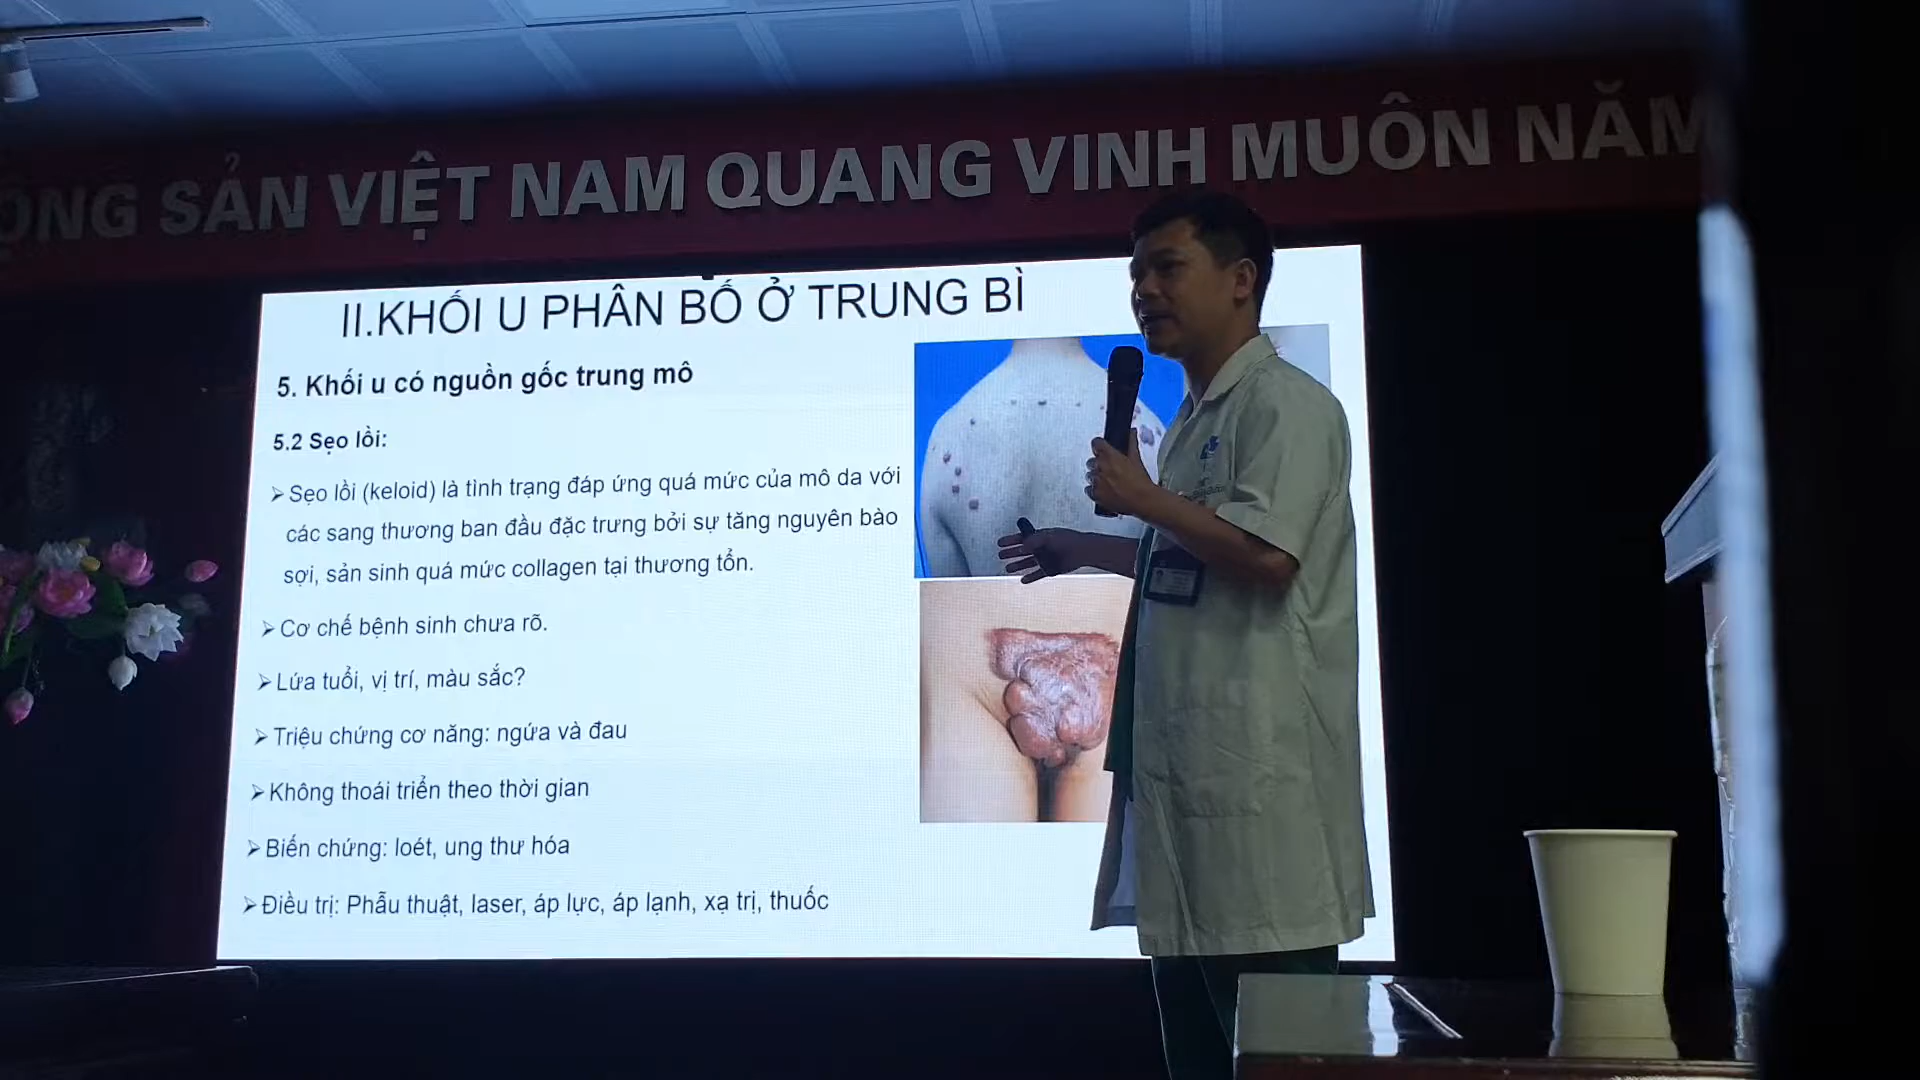 SẢN VIỆT NAM QUANG VINH MUÔN NĂM
II.KHỐI U PHÂN BỐ Ở TRUNG BÌ
5. Khối u có nguồn gốc trung mô
5.2 Sẹo lồi:
➢ Sẹo lồi (keloid) là tình trạng đáp ứng quá mức của mô da với
các sang thương ban đầu đặc trưng bởi sự tăng nguyên bào
sợi, sản sinh quá mức collagen tại thương tổn.
➢ Cơ chế bệnh sinh chưa rõ.
➢ Lứa tuổi, vị trí, màu sắc?
➢ Triệu chứng cơ năng: ngứa và đau
➢ Không thoái triển theo thời gian
➢ Biến chứng: loét, ung thư hóa
➢ Điều trị: Phẫu thuật, laser, áp lực, áp lạnh, xạ trị, thuốc